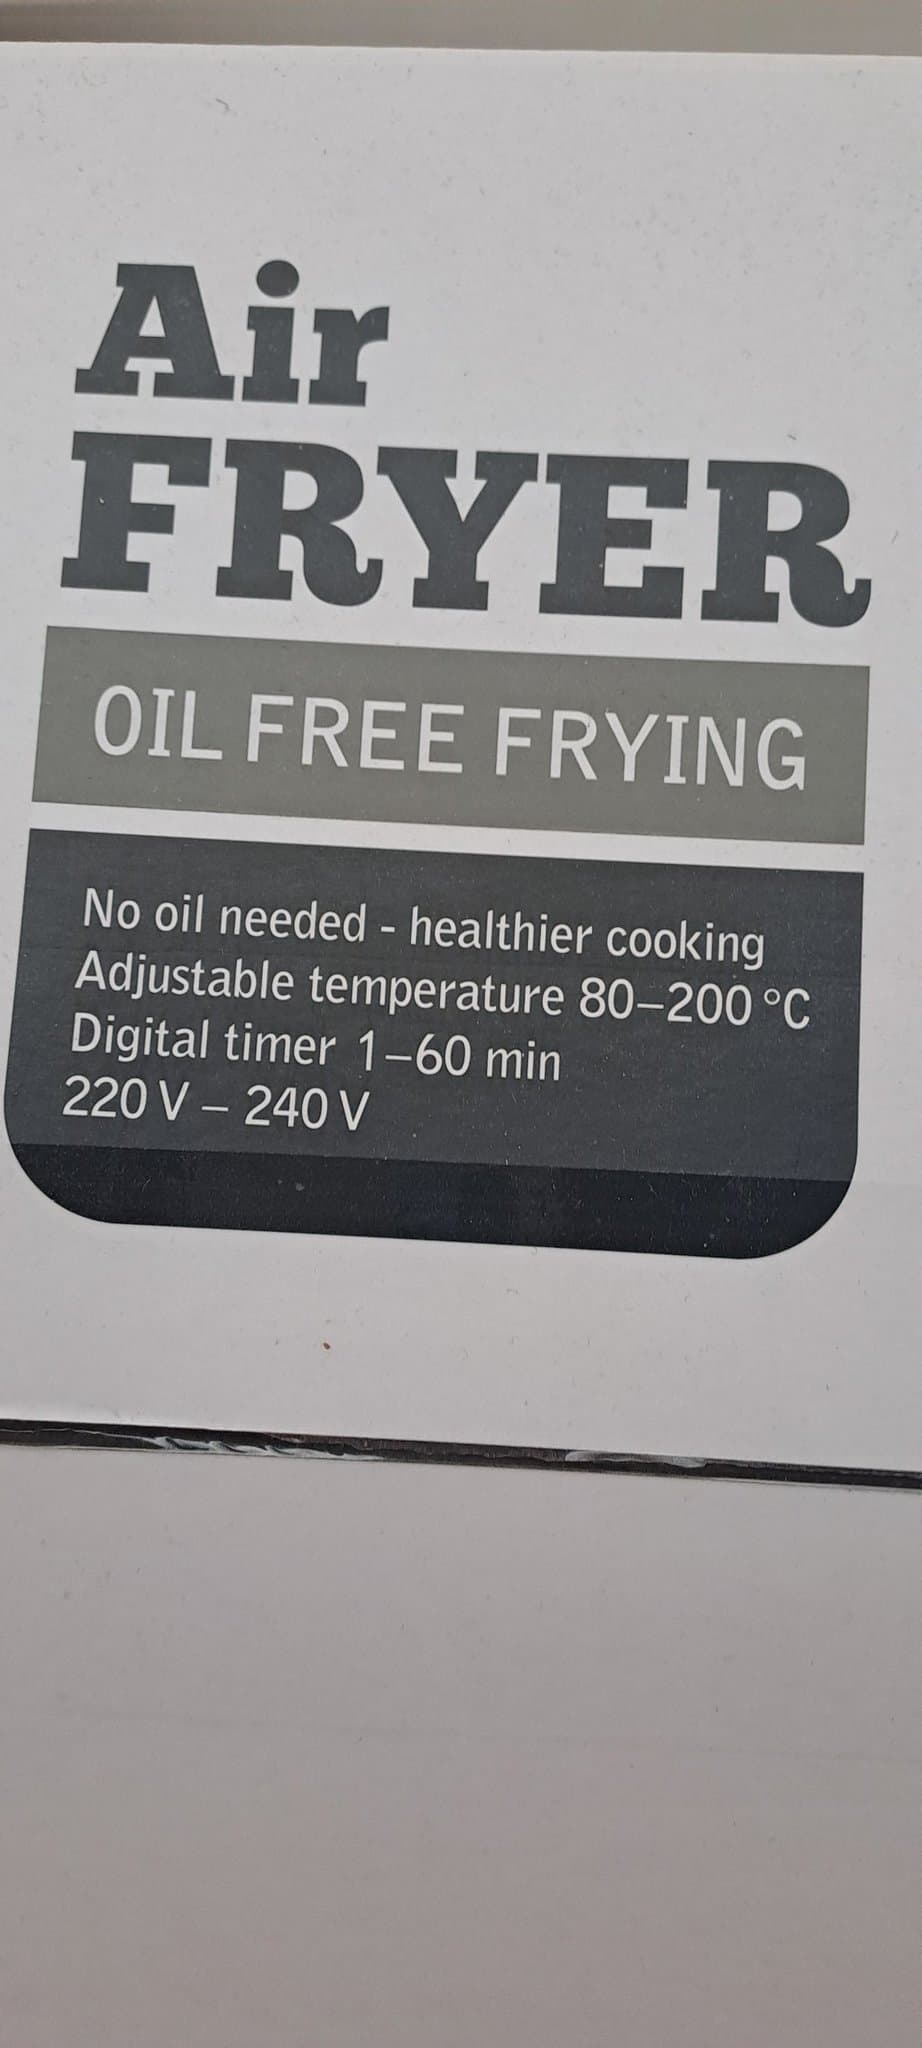 Air
FRYER
OIL FREE FRYING
No oil needed - healthier cooking
Adjustable temperature 80–200 °C
Digital timer 1–60 min
220 V – 240 V